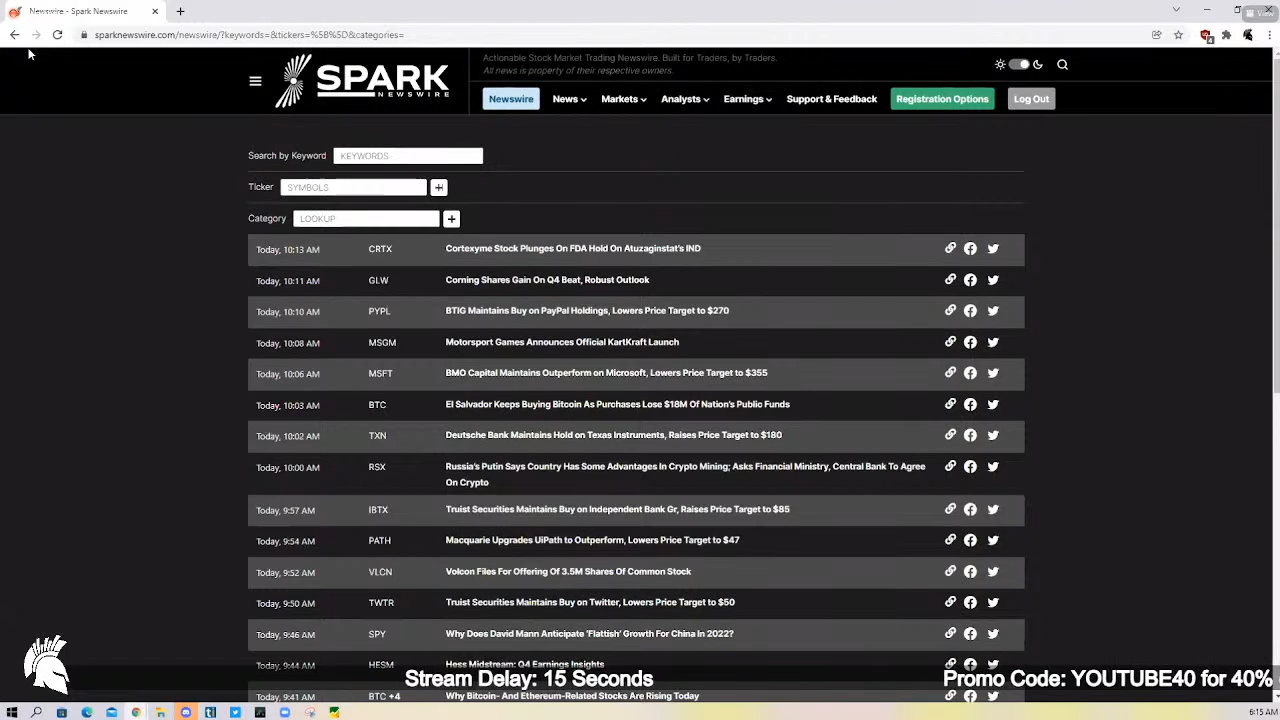 Newswire - Spark Newswire
View
sparknewswire.com/newswire/?keywords=&tickers=%5B%5D&categories=
4
SPARK
NEWSWIRE
Actionable Stock Market Trading Newswire. Built for Traders, by Traders.
All news is property of their respective owners.
Newswire News Markets Analysts Earnings Support & Feedback Registration Options Log Out
Search by Keyword KEYWORDS
Ticker SYMBOLS +
Category LOOKUP +
Today, 10:13 AM CRTX Cortexyme Stock Plunges On FDA Hold On Atuzaginstat's IND
Today, 10:11 AM GLW Corning Shares Gain On Q4 Beat, Robust Outlook
Today, 10:10 AM PYPL BTIG Maintains Buy on PayPal Holdings, Lowers Price Target to $270
Today, 10:08 AM MSGM Motorsport Games Announces Official KartKraft Launch
Today, 10:06 AM MSFT BMO Capital Maintains Outperform on Microsoft, Lowers Price Target to $355
Today, 10:03 AM BTC El Salvador Keeps Buying Bitcoin As Purchases Lose $18M Of Nation's Public Funds
Today, 10:02 AM TXN Deutsche Bank Maintains Hold on Texas Instruments, Raises Price Target to $180
Today, 10:00 AM RSX Russia's Putin Says Country Has Some Advantages In Crypto Mining; Asks Financial Ministry, Central Bank To Agree
On Crypto
Today, 9:57 AM IBTX Truist Securities Maintains Buy on Independent Bank Gr, Raises Price Target to $85
Today, 9:54 AM PATH Macquarie Upgrades UiPath to Outperform, Lowers Price Target to $47
Today, 9:52 AM VLCN Volcon Files For Offering Of 3.5M Shares Of Common Stock
Today, 9:50 AM TWTR Truist Securities Maintains Buy on Twitter, Lowers Price Target to $50
Today, 9:46 AM SPY Why Does David Mann Anticipate 'Flattish' Growth For China In 2022?
Today, 9:44 AM HESM Hess Midstream: Q4 Earnings Insights
Stream Delay: 15 Seconds Promo Code: YOUTUBE40 for 40%
Today, 9:41 AM BTC +4 Why Bitcoin- And Ethereum-Related Stocks Are Rising Today
6:15 AM